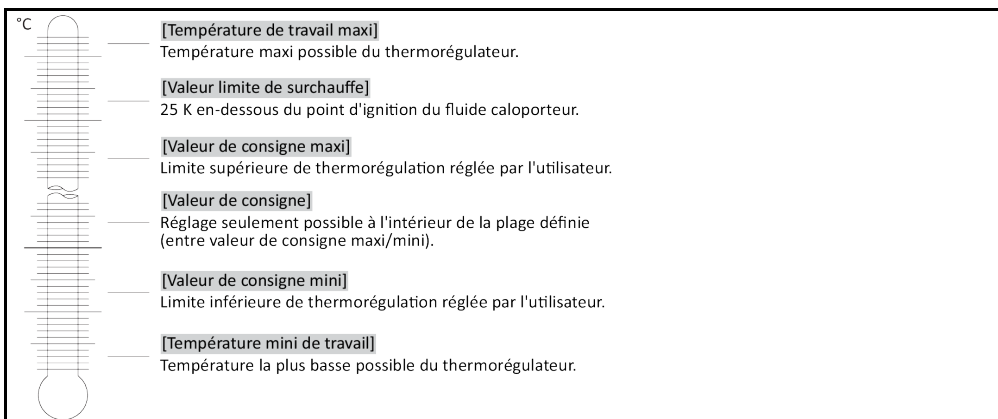 °C
[Température de travail maxi]
Température maxi possible du thermorégulateur.
[Valeur limite de surchauffe]
25 K en-dessous du point d'ignition du fluide caloporteur.
[Valeur de consigne maxi]
Limite supérieure de thermorégulation réglée par l'utilisateur.
[Valeur de consigne]
Réglage seulement possible à l'intérieur de la plage définie
(entre valeur de consigne maxi/mini).
[Valeur de consigne mini]
Limite inférieure de thermorégulation réglée par l'utilisateur.
[Température mini de travail]
Température la plus basse possible du thermorégulateur.